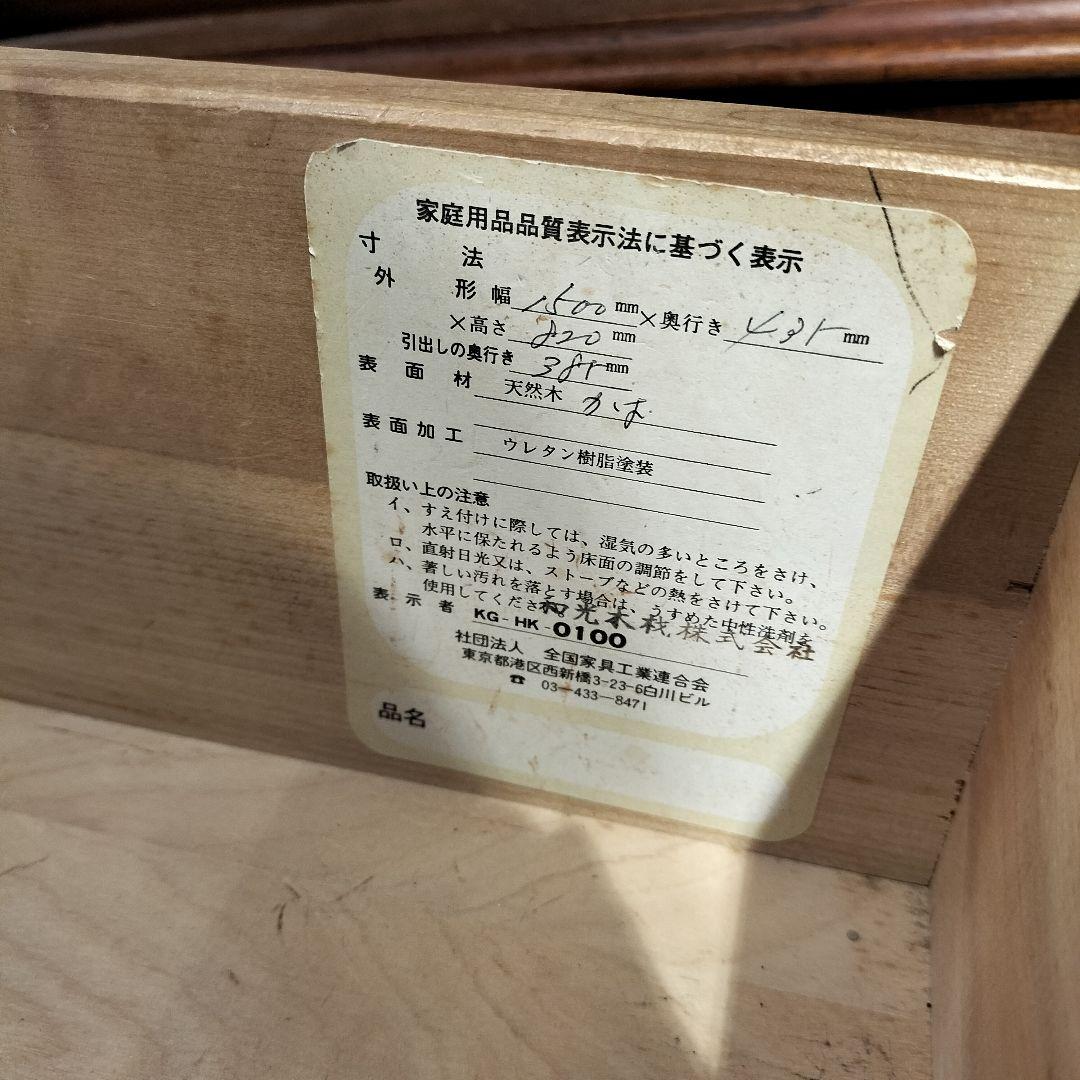 家庭用品品質表示法に基づく表示
寸法
外形 幅 1500 mm × 奥行き 435 mm
×高さ 820 mm
引出しの奥行き 385 mm
表面材 天然木 かば
表面加工 ウレタン樹脂塗装
取扱い上の注意
イ、すえ付けに際しては、湿気の多いところをさけ、
水平に保たれるよう床面の調節をして下さい。
ロ、直射日光又は、ストーブなどの熱をさけて下さい。
ハ、著しい汚れを落とす場合は、うすめた中性洗剤を
使用してください
和光木材株式会社
表示者 KG-HK 0100
社団法人 全国家具工業連合会
東京都港区西新橋3-23-6白川ビル
☎ 03-433-8471
品名